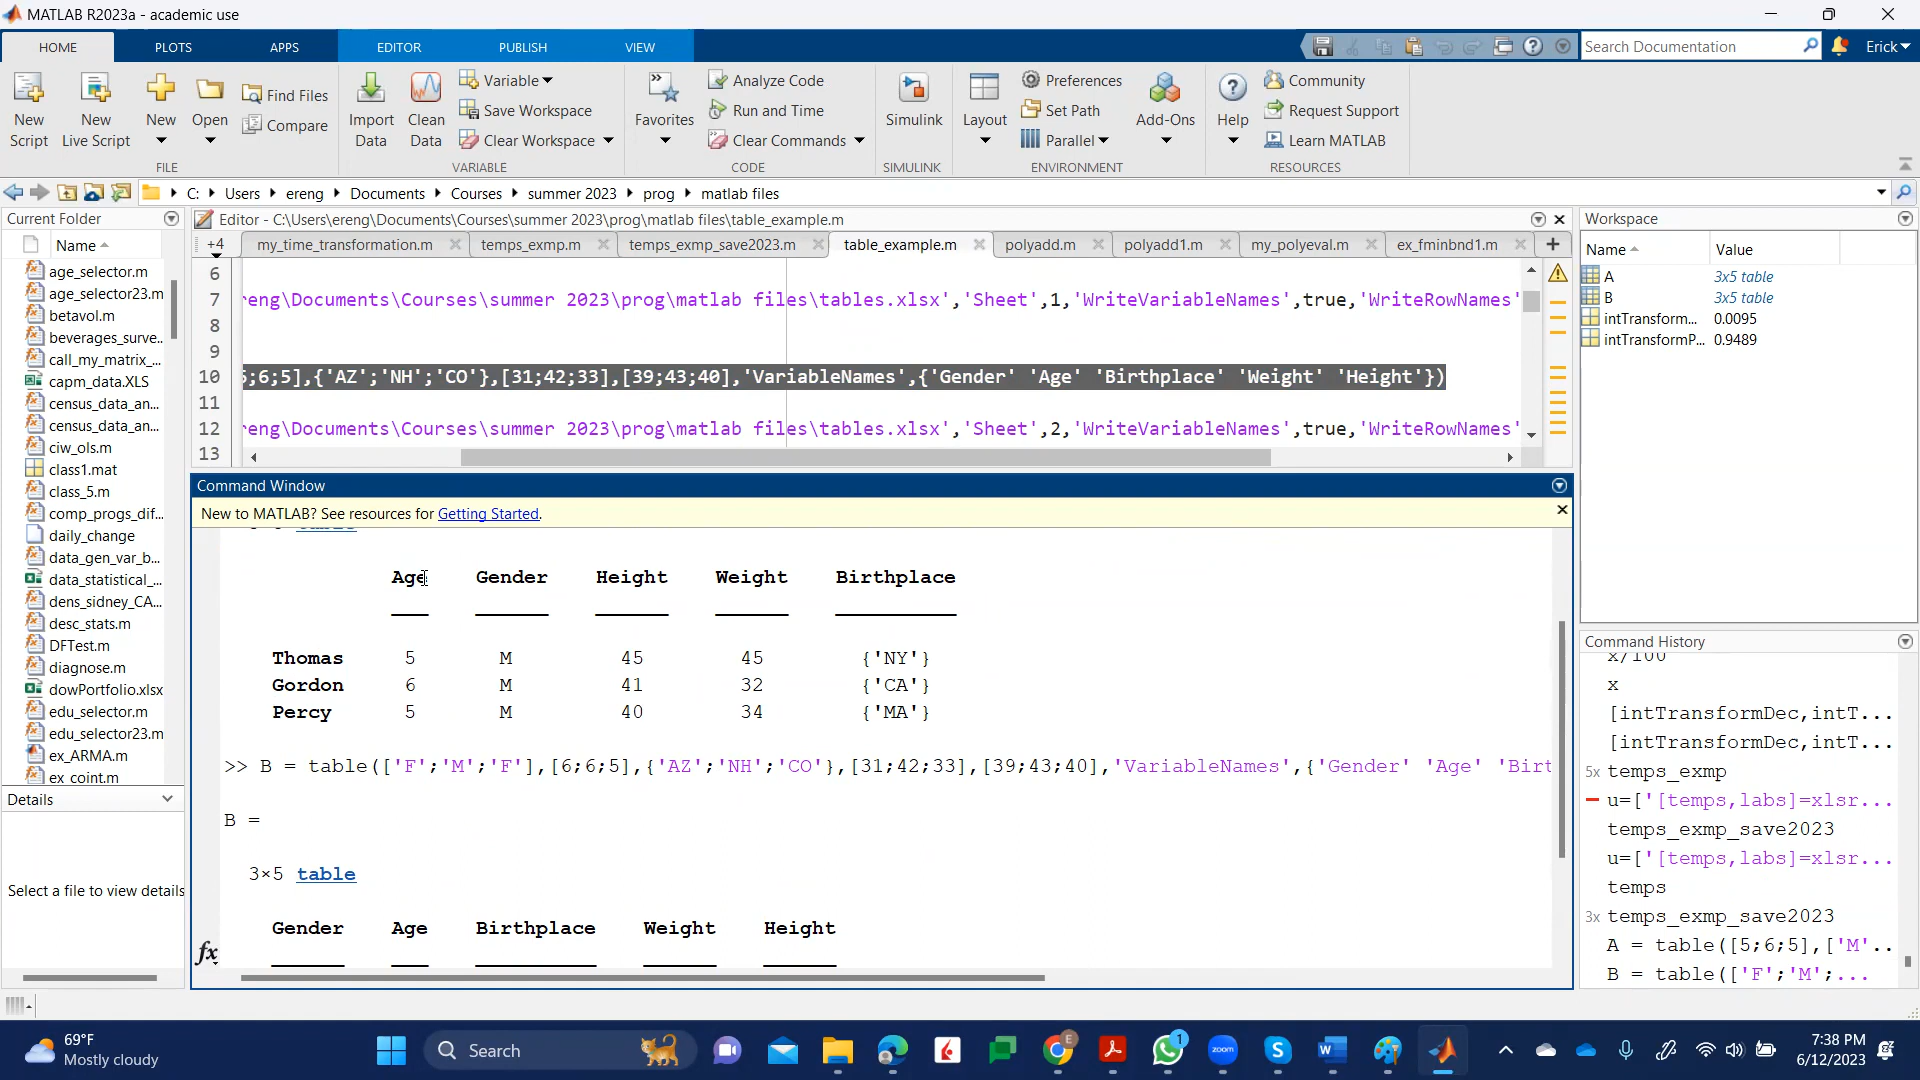 MATLAB R2023a - academic use
HOME PLOTS APPS EDITOR PUBLISH VIEW Search Documentation Erick
New Script
New Live Script
New
Open
Find Files
Compare
FILE
Import Data
Clean Data
Variable
Save Workspace
Clear Workspace
VARIABLE
Favorites
Analyze Code
Run and Time
Clear Commands
CODE
Simulink
SIMULINK
Layout
Preferences
Set Path
Parallel
ENVIRONMENT
Add-Ons
Help
Community
Request Support
Learn MATLAB
RESOURCES
C: Users ereng Documents Courses summer 2023 prog matlab files
Current Folder
Name
age_selector.m
age_selector23.m
betavol.m
beverages_surve...
call_my_matrix_...
capm_data.XLS
census_data_an...
census_data_an...
ciw_ols.m
class1.mat
class_5.m
comp_progs_dif...
daily_change
data_gen_var_b...
data_statistical_...
dens_sidney_CA...
desc_stats.m
DFTest.m
diagnose.m
dowPortfolio.xlsx
edu_selector.m
edu_selector23.m
ex_ARMA.m
ex_coint.m
Details
Select a file to view details
Editor - C:\Users\ereng\Documents\Courses\summer 2023\prog\matlab files\table_example.m
+4 my_time_transformation.m temps_exmp.m temps_exmp_save2023.m table_example.m polyadd.m polyadd1.m my_polyeval.m ex_fminbnd1.m
6
7 reng\Documents\Courses\summer 2023\prog\matlab files\tables.xlsx','Sheet',1,'WriteVariableNames',true,'WriteRowNames'
8
9
10 ;6;5],{'AZ';'NH';'CO'},[31;42;33],[39;43;40],'VariableNames',{'Gender' 'Age' 'Birthplace' 'Weight' 'Height'})
11
12 reng\Documents\Courses\summer 2023\prog\matlab files\tables.xlsx','Sheet',2,'WriteVariableNames',true,'WriteRowNames'
13
Command Window
New to MATLAB? See resources for Getting Started.
Age Gender Height Weight Birthplace
Thomas 5 M 45 45 {'NY'}
Gordon 6 M 41 32 {'CA'}
Percy 5 M 40 34 {'MA'}
>> B = table(['F';'M';'F'],[6;6;5],{'AZ';'NH';'CO'},[31;42;33],[39;43;40],'VariableNames',{'Gender' 'Age' 'Birt
B =
3×5 table
Gender Age Birthplace Weight Height
fx
Workspace
Name Value
A 3x5 table
B 3x5 table
intTransform... 0.0095
intTransformP... 0.9489
Command History
x/100
x
[intTransformDec,intT...
[intTransformDec,intT...
5x temps_exmp
u=['[temps,labs]=xlsr...
temps_exmp_save2023
u=['[temps,labs]=xlsr...
temps
3x temps_exmp_save2023
A = table([5;6;5],['M'..
B = table(['F';'M';...
69°F
Mostly cloudy
Search
zoom
7:38 PM
6/12/2023